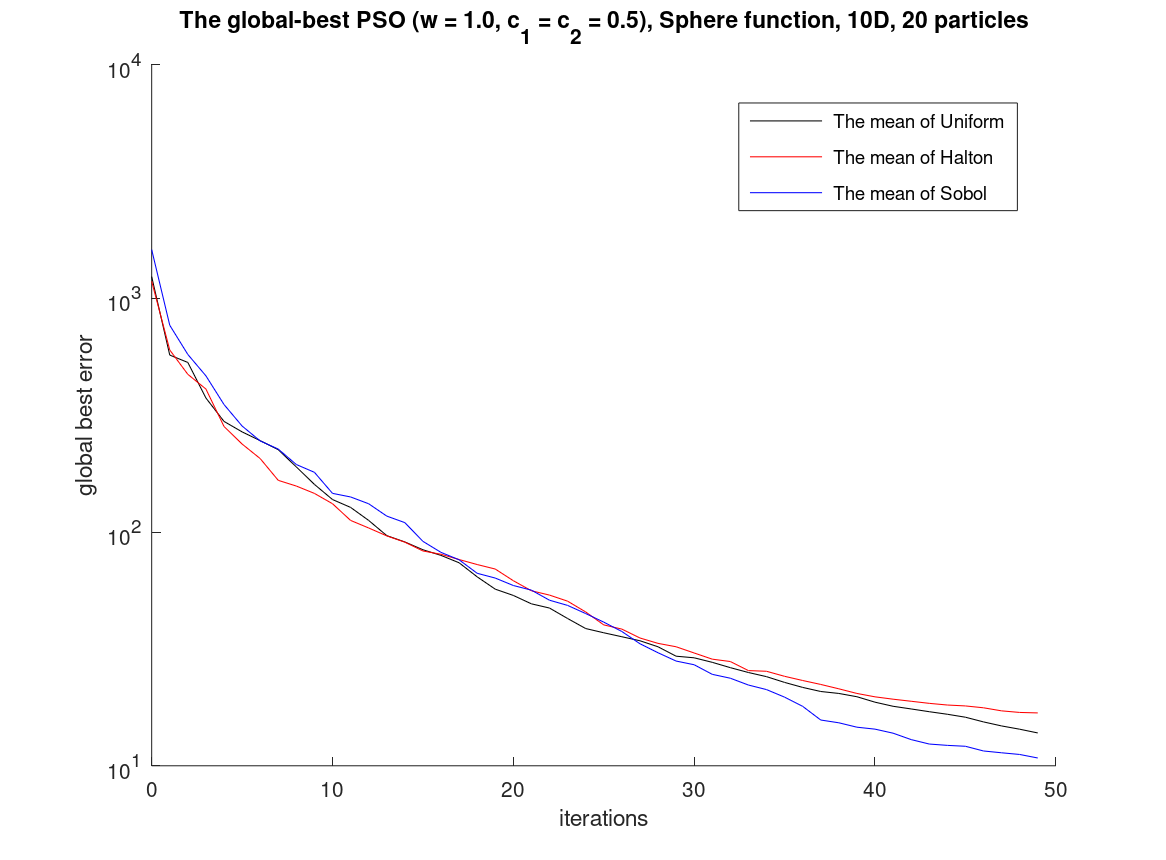 The global-best PSO (w = 1.0, c_1 = c_2 = 0.5), Sphere function, 10D, 20 particles
10^4
The mean of Uniform
The mean of Halton
The mean of Sobol
10^3
global best error
10^2
10^1
0 10 20 30 40 50
iterations